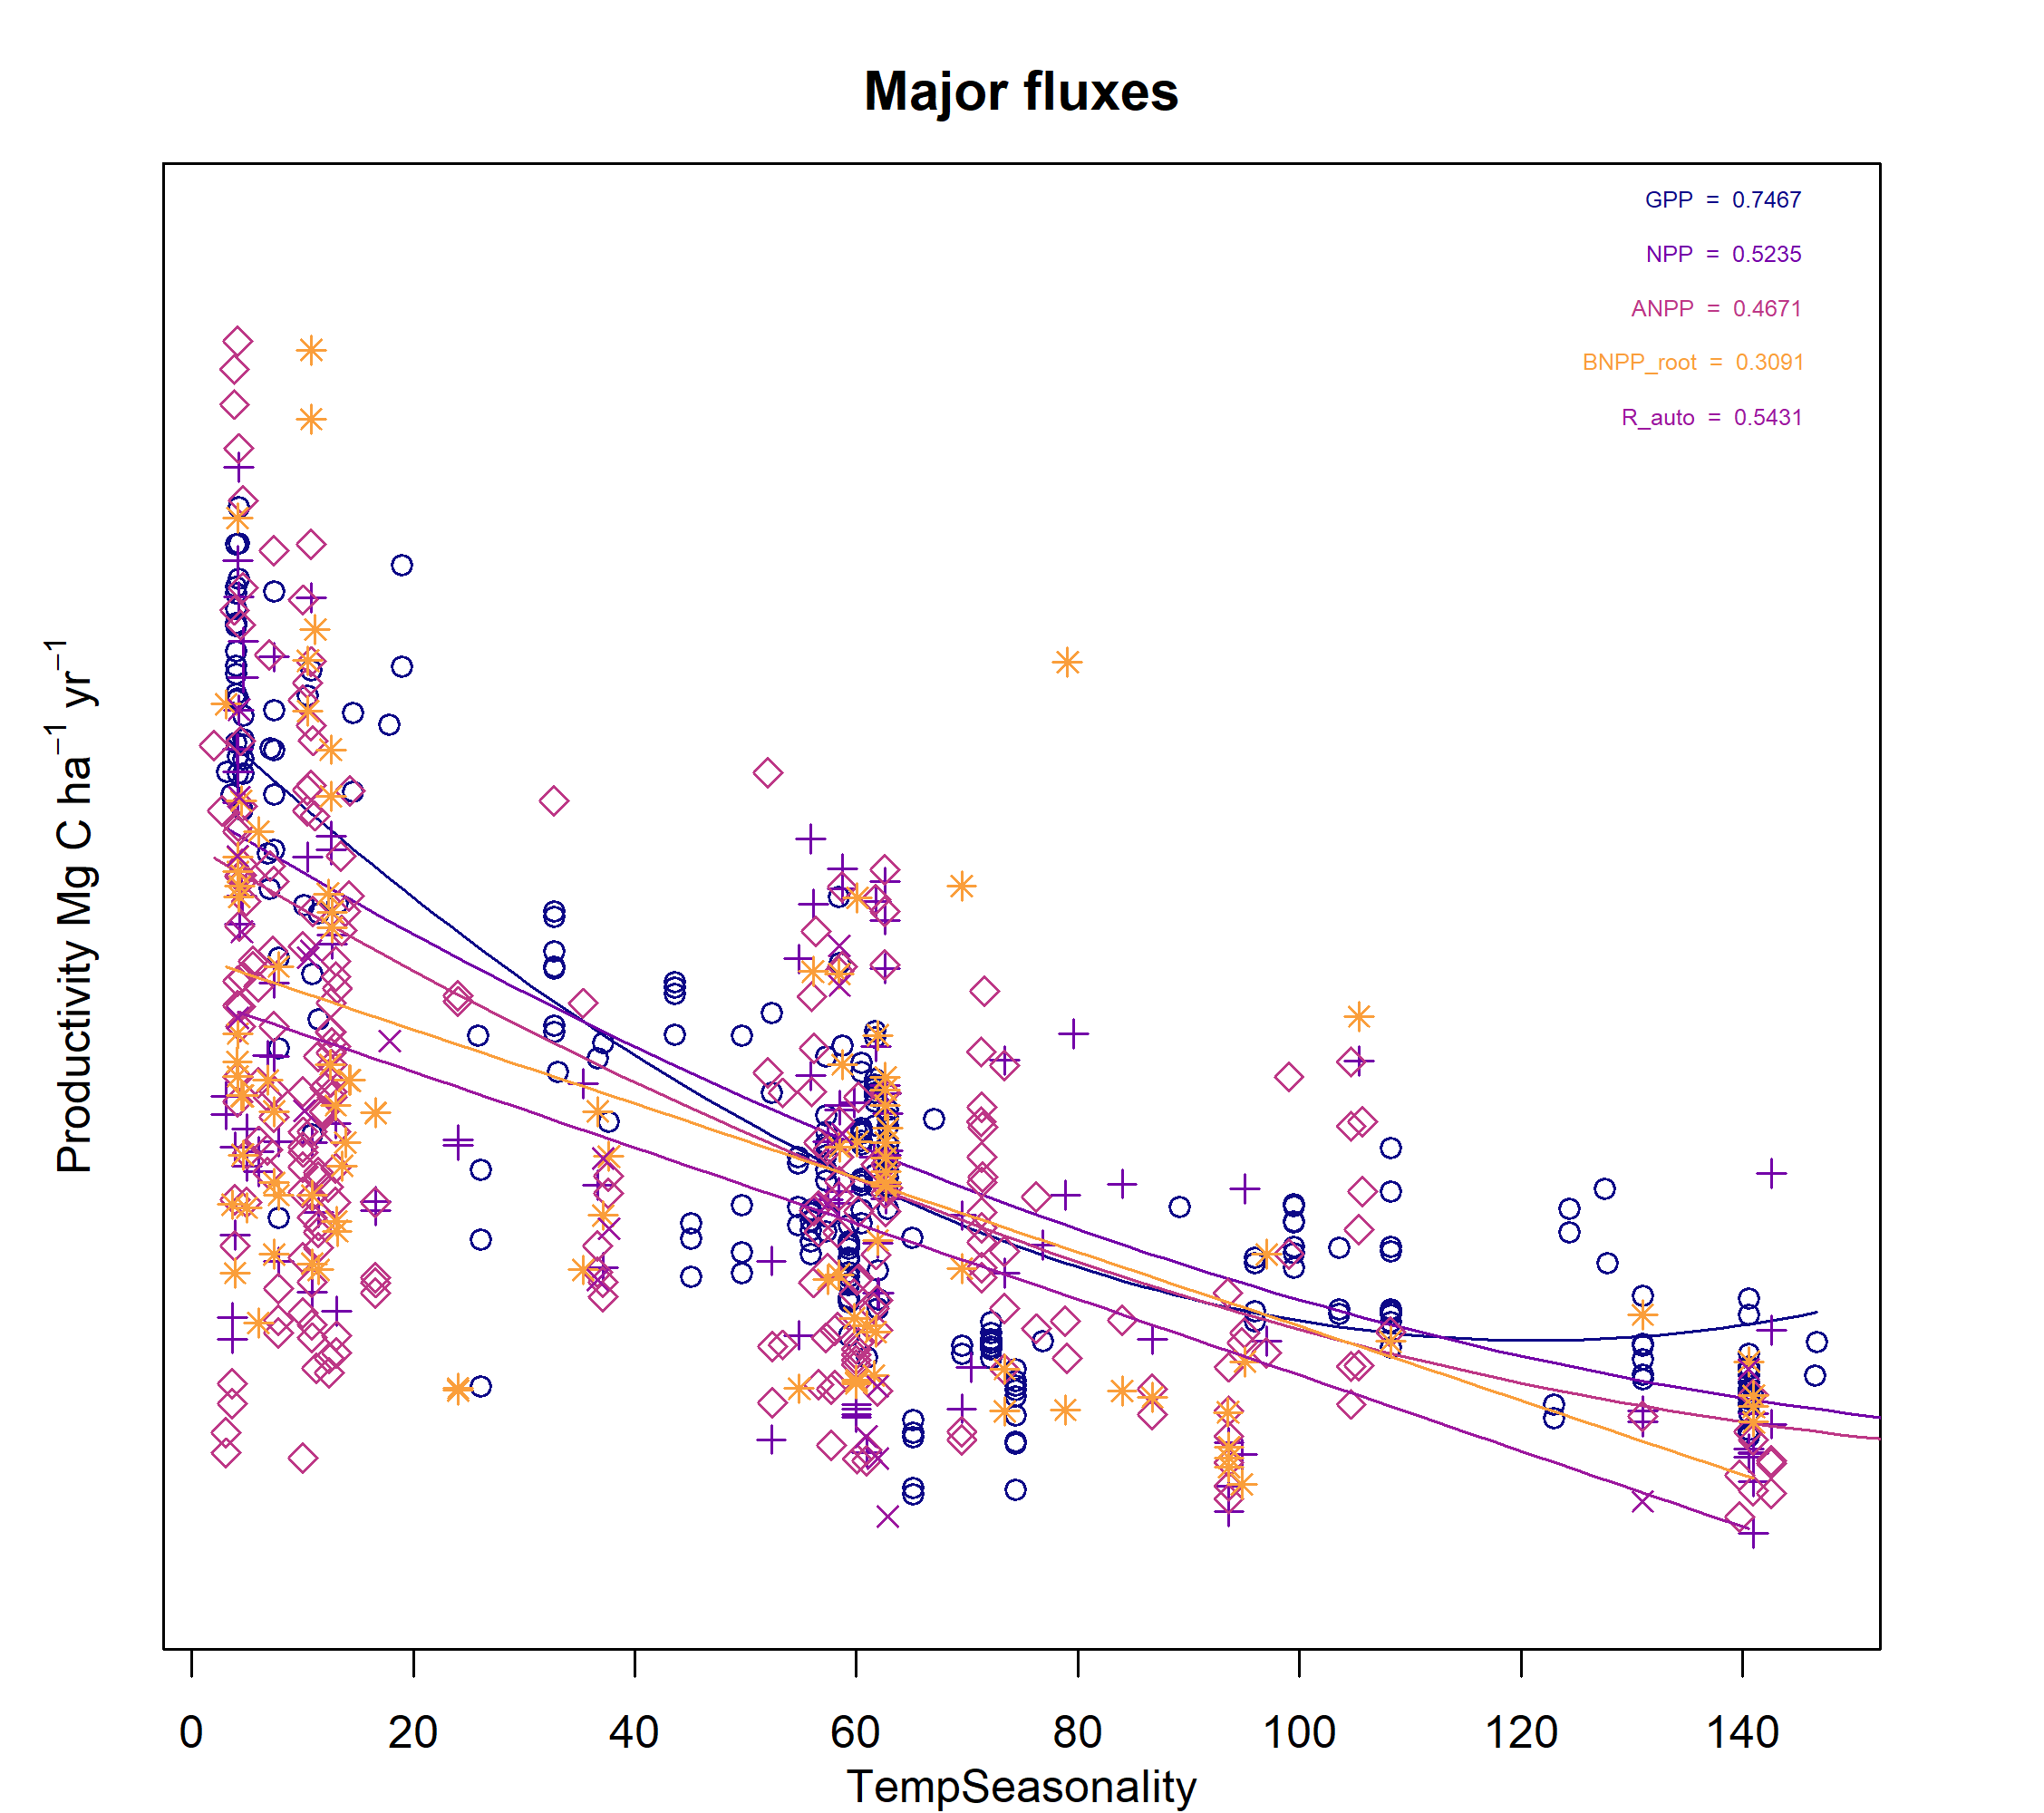 Major fluxes
GPP = 0.7467
NPP = 0.5235
ANPP = 0.4671
BNPP_root = 0.3091
R_auto = 0.5431
Productivity Mg C ha⁻¹ yr⁻¹
0 20 40 60 80 100 120 140
TempSeasonality